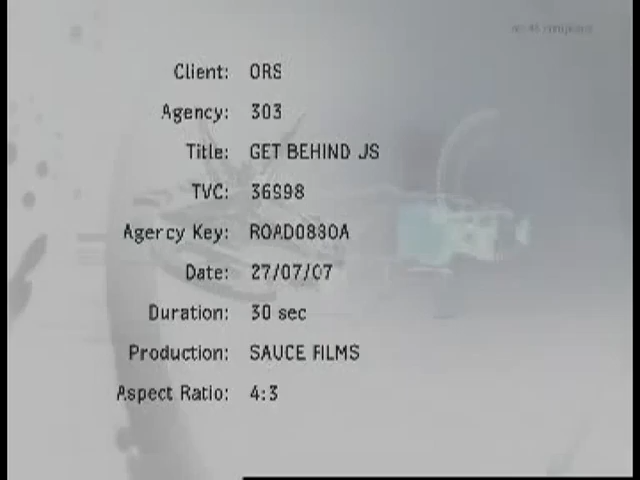 Client: ORS
Agency: 303
Title: GET BEHIND JS
TVC: 36998
Agency Key: ROAD0880A
Date: 27/07/07
Duration: 30 sec
Production: SAUCE FILMS
Aspect Ratio: 4:3